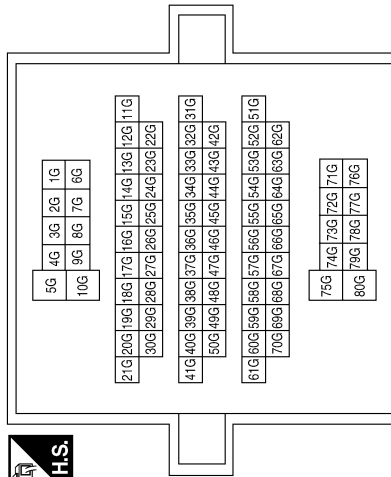 5G 4G 3G 2G 1G
10G 9G 8G 7G 6G
21G 20G 19G 18G 17G 16G 15G 14G 13G 12G 11G
30G 29G 28G 27G 26G 25G 24G 23G 22G
41G 40G 39G 38G 37G 36G 35G 34G 33G 32G 31G
50G 49G 48G 47G 46G 45G 44G 43G 42G
61G 60G 59G 58G 57G 56G 55G 54G 53G 52G 51G
70G 69G 68G 67G 66G 65G 64G 63G 62G
75G 74G 73G 72G 71G
80G 79G 78G 77G 76G
H.S.